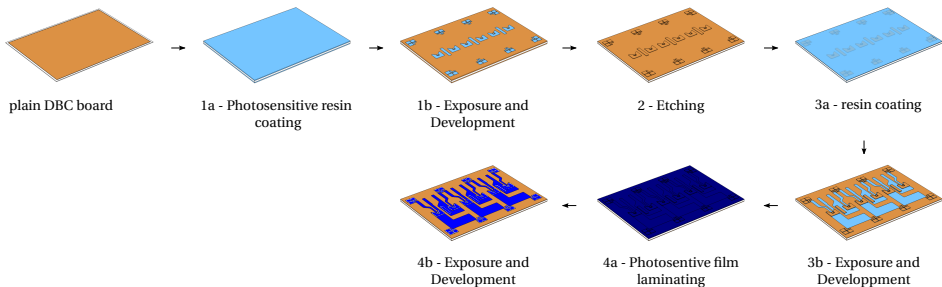 plain DBC board
1a - Photosensitive resin
coating
1b - Exposure and
Development
2 - Etching
3a - resin coating
4b - Exposure and
Development
4a - Photosentive film
laminating
3b - Exposure and
Developpment